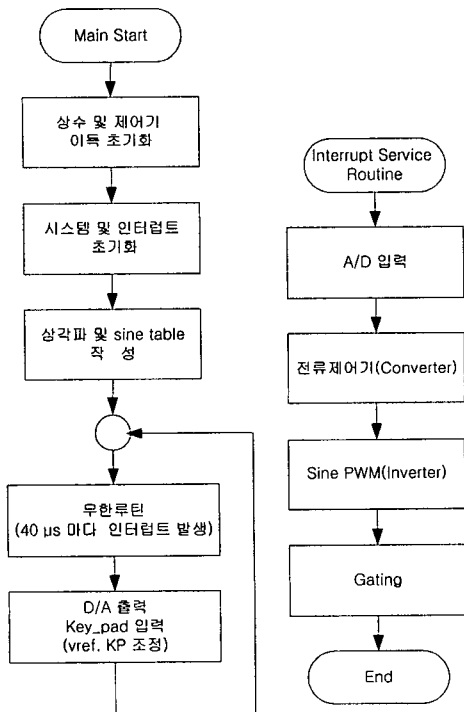 Main Start
상수 및 제어기
이득 초기화
시스템 및 인터럽트
초기화
삼각파 및 sine table
작 성
무한루틴
(40 μs 마다 인터럽트 발생)
D/A 출력
Key_pad 입력
(vref, KP 조정)
Interrupt Service
Routine
A/D 입력
전류제어기(Converter)
Sine PWM(Inverter)
Gating
End